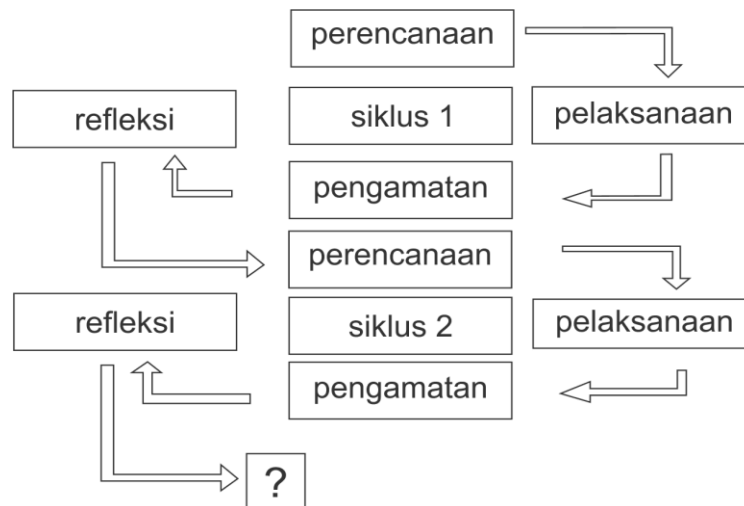 perencanaan
refleksi
siklus 1
pelaksanaan
pengamatan
perencanaan
refleksi
siklus 2
pelaksanaan
pengamatan
?